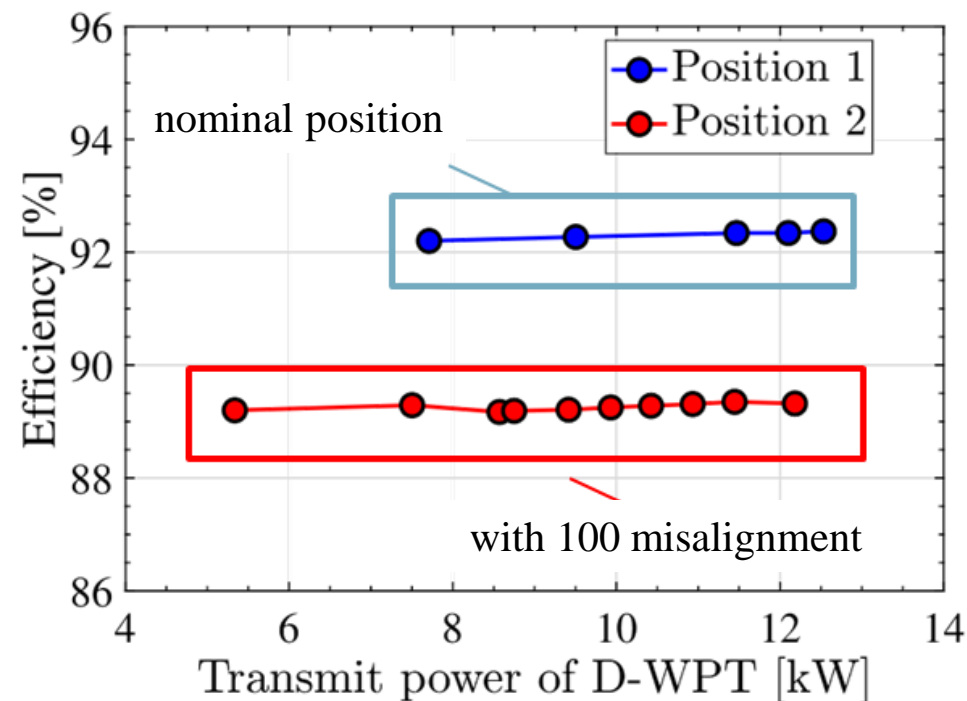 96
94
92
90
88
86
Efficiency [%]
Position 1
Position 2
nominal position
with 100 misalignment
4 6 8 10 12 14
Transmit power of D-WPT [kW]